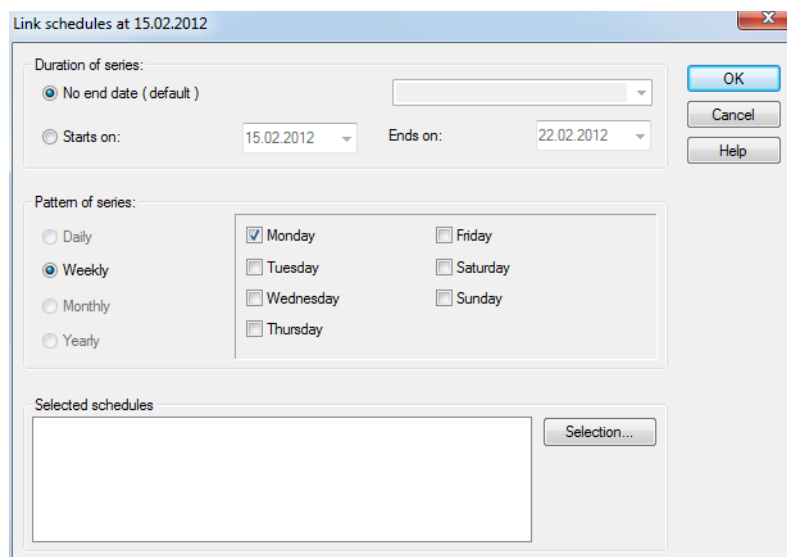 Link schedules at 15.02.2012
Duration of series:
No end date ( default )
OK
Starts on:
15.02.2012
Ends on:
22.02.2012
Cancel
Help
Pattern of series:
Daily
Monday
Friday
Weekly
Tuesday
Saturday
Monthly
Wednesday
Sunday
Yearly
Thursday
Selected schedules
Selection...